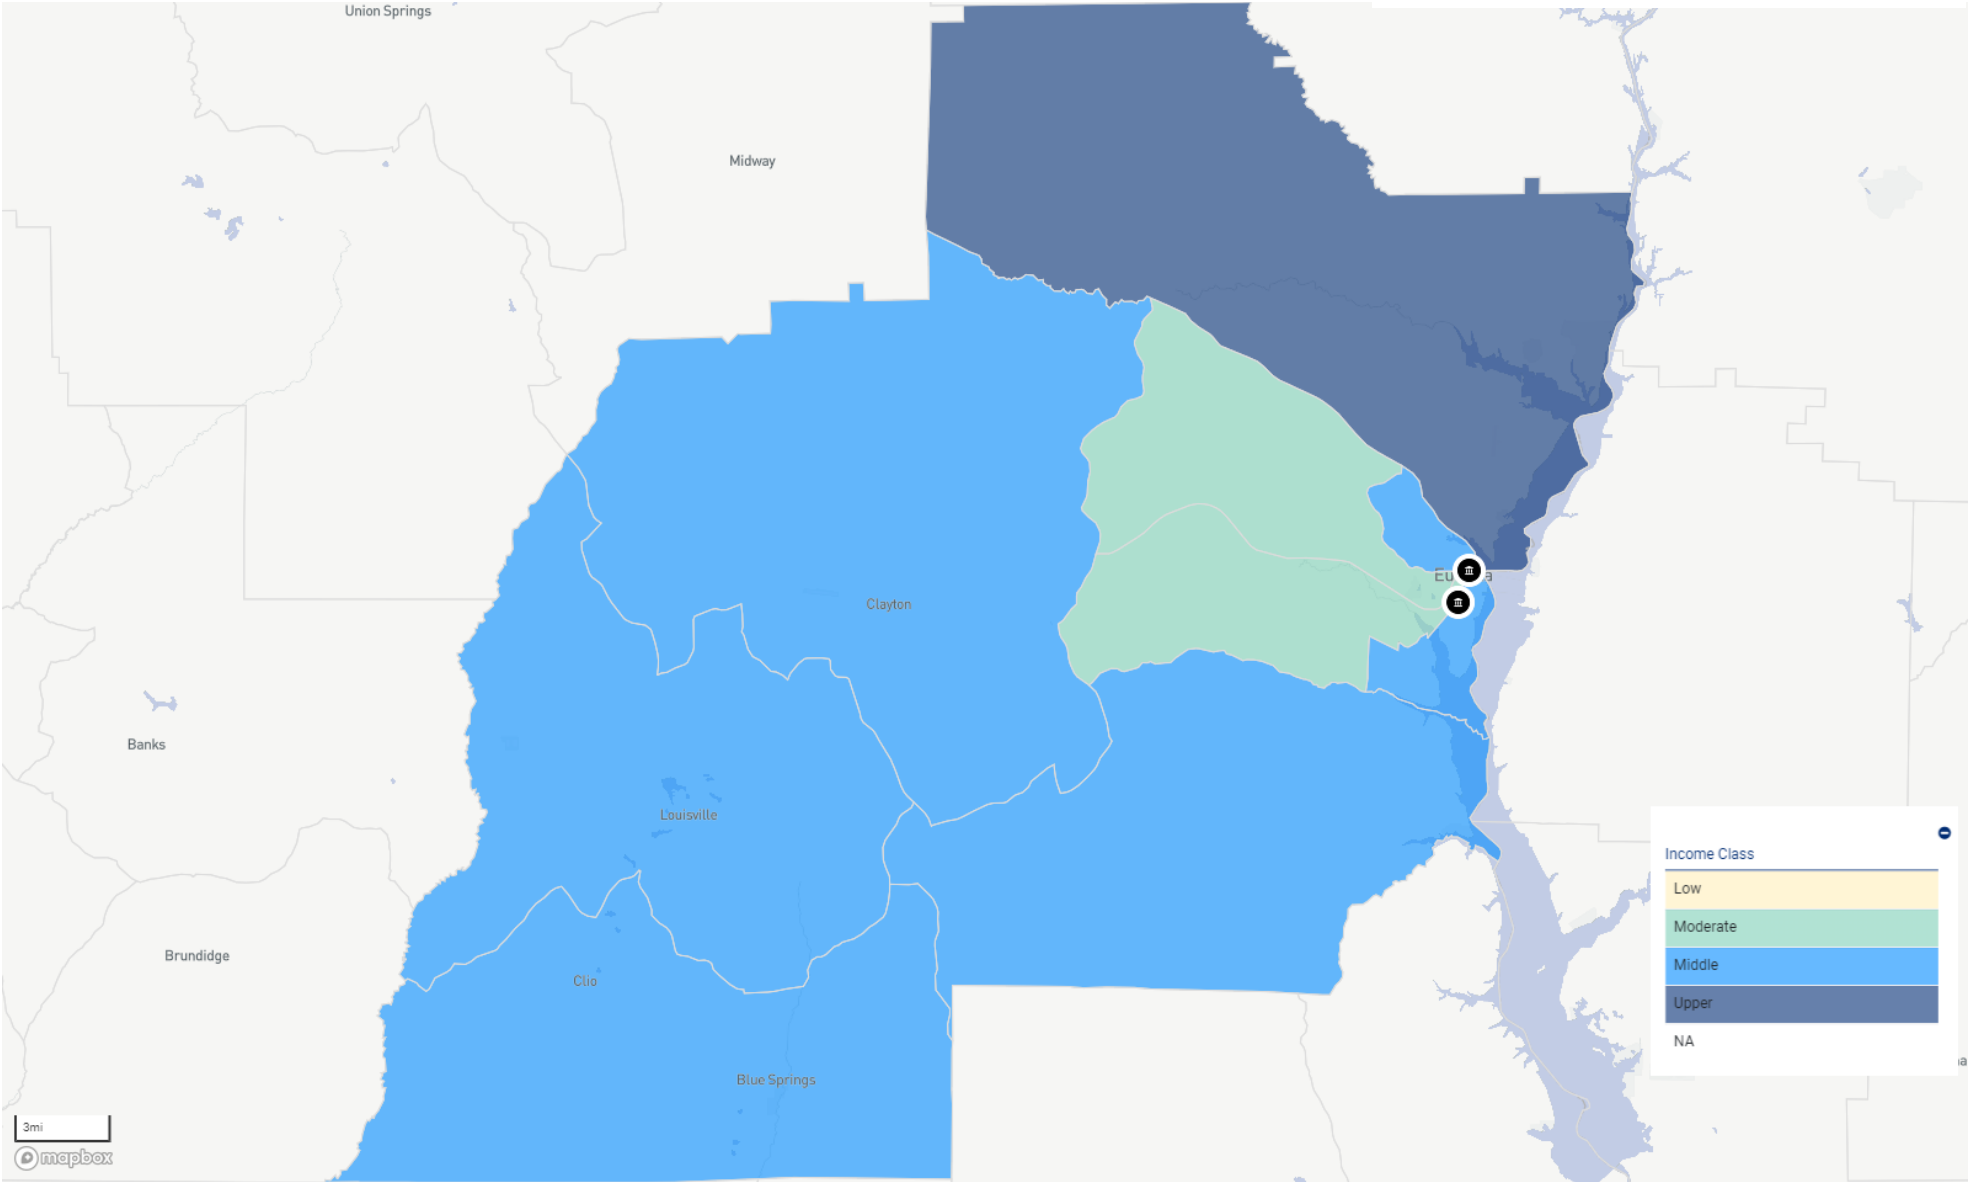 Union Springs
Midway
Clayton
Louisville
Banks
Brundidge
Clio
Blue Springs
Income Class
Low
Moderate
Middle
Upper
NA
3mi
mapbox